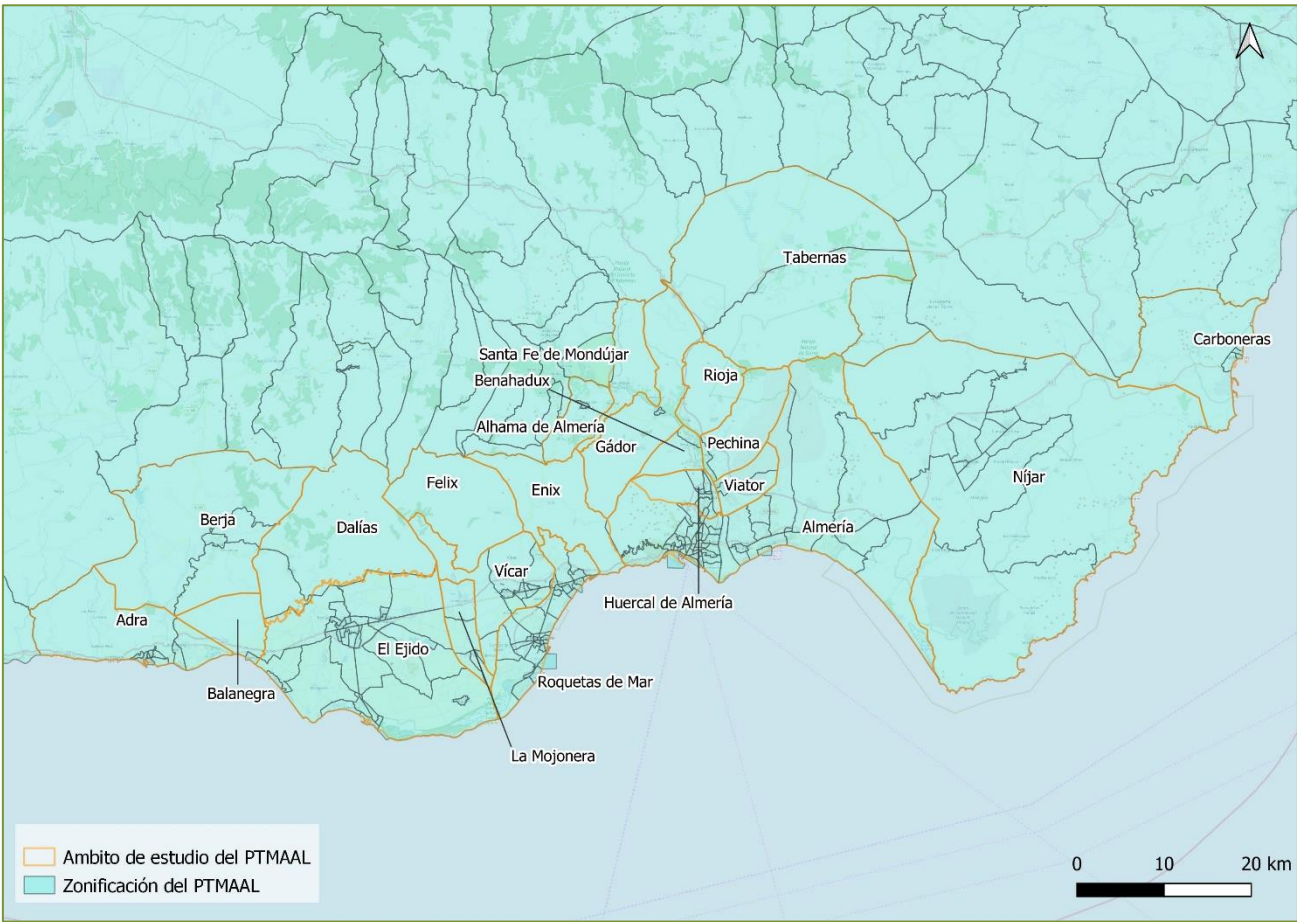 Tabernas
Carboneras
Santa Fe de Mondújar
Benahadux
Rioja
Alhama de Almería
Gádor
Pechina
Níjar
Felix
Enix
Viator
Berja
Dalías
Almería
Vícar
Huercal de Almería
Adra
El Ejido
Roquetas de Mar
Balanegra
La Mojonera
Ambito de estudio del PTMAAL
Zonificación del PTMAAL
0 10 20 km